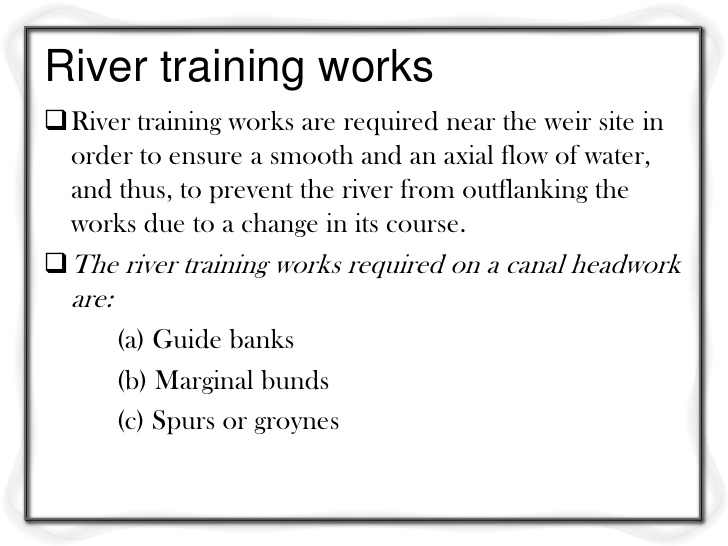 River training works
❑River training works are required near the weir site in
order to ensure a smooth and an axial flow of water,
and thus, to prevent the river from outflanking the
works due to a change in its course.
❑The river training works required on a canal headwork
are:
(a) Guide banks
(b) Marginal bunds
(c) Spurs or groynes